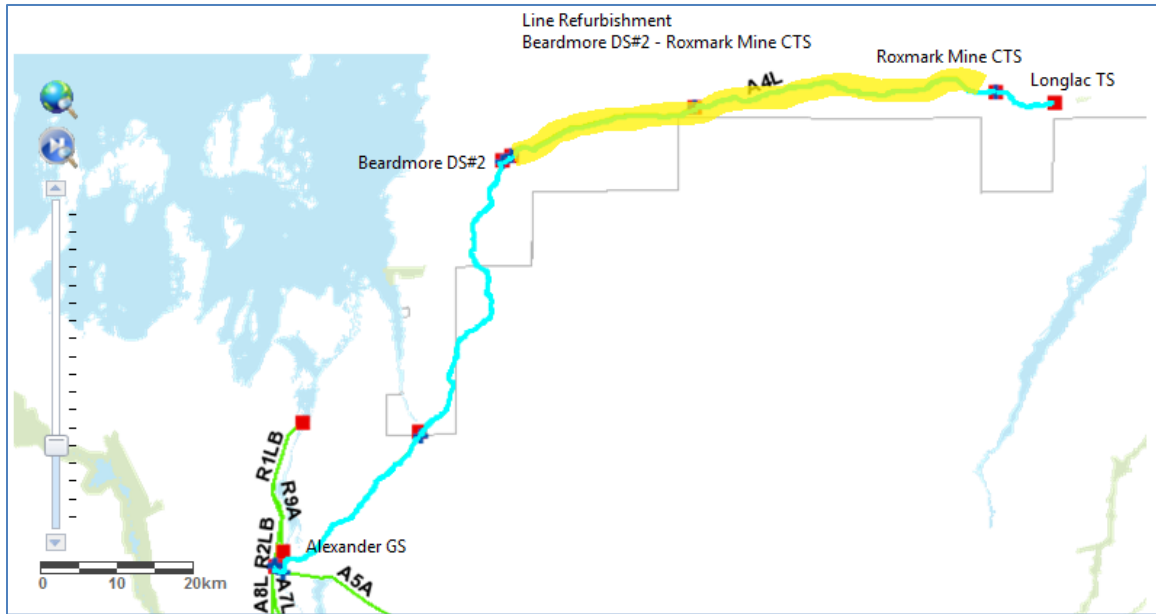 Line Refurbishment
Beardmore DS#2 - Roxmark Mine CTS
Roxmark Mine CTS
A4L
Longlac TS
Beardmore DS#2
R1LB
R9A
R2LB
Alexander GS
A5A
A8L
A7L
0 10 20km